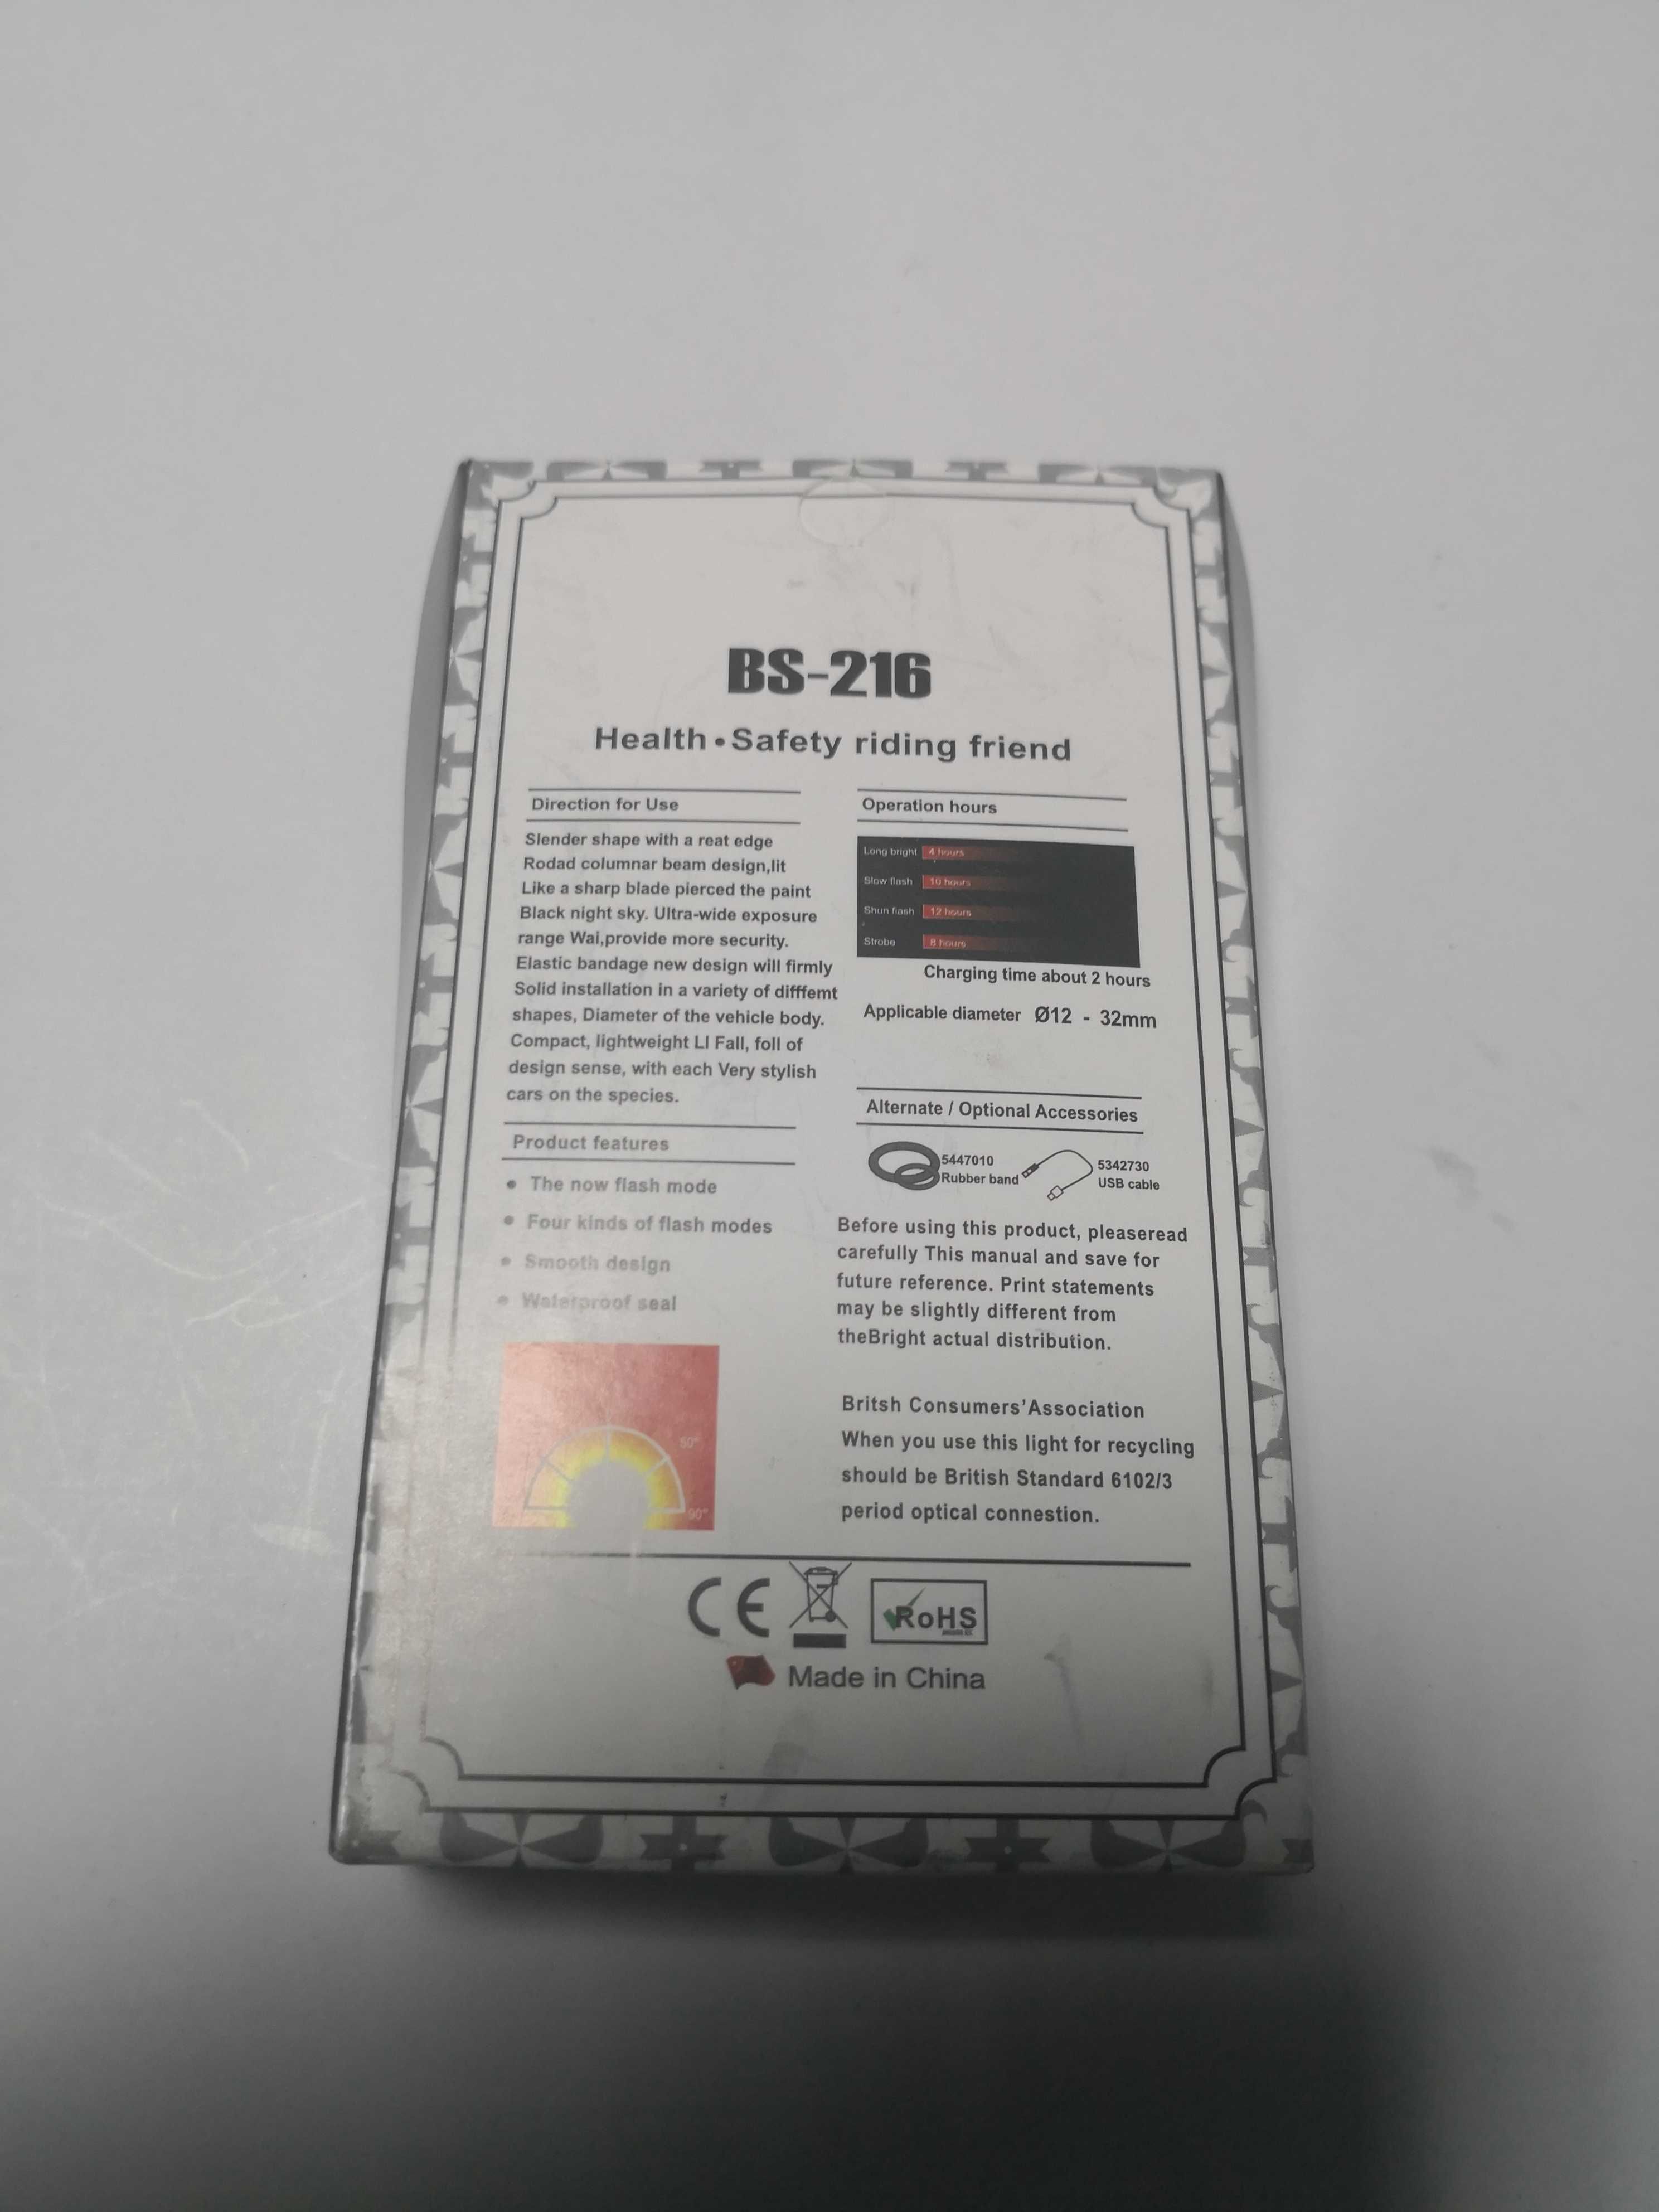 BS-216
Health • Safety riding friend
Direction for Use
Slender shape with a reat edge
Rodad columnar beam design,lit
Like a sharp blade pierced the paint
Black night sky. Ultra-wide exposure
range Wai,provide more security.
Elastic bandage new design will firmly
Solid installation in a variety of difffemt
shapes, Diameter of the vehicle body.
Compact, lightweight LI Fall, foll of
design sense, with each Very stylish
cars on the species.
Product features
• The now flash mode
• Four kinds of flash modes
• Smooth design
• Waterproof seal
50°
90°
Operation hours
Long bright 4 hours
Slow flash 10 hours
Shun flash 12 hours
Strobe 8 hours
Charging time about 2 hours
Applicable diameter Ø12 - 32mm
Alternate / Optional Accessories
5447010
Rubber band
5342730
USB cable
Before using this product, pleaseread
carefully This manual and save for
future reference. Print statements
may be slightly different from
theBright actual distribution.
Britsh Consumers'Association
When you use this light for recycling
should be British Standard 6102/3
period optical connestion.
CE
RoHS
Made in China